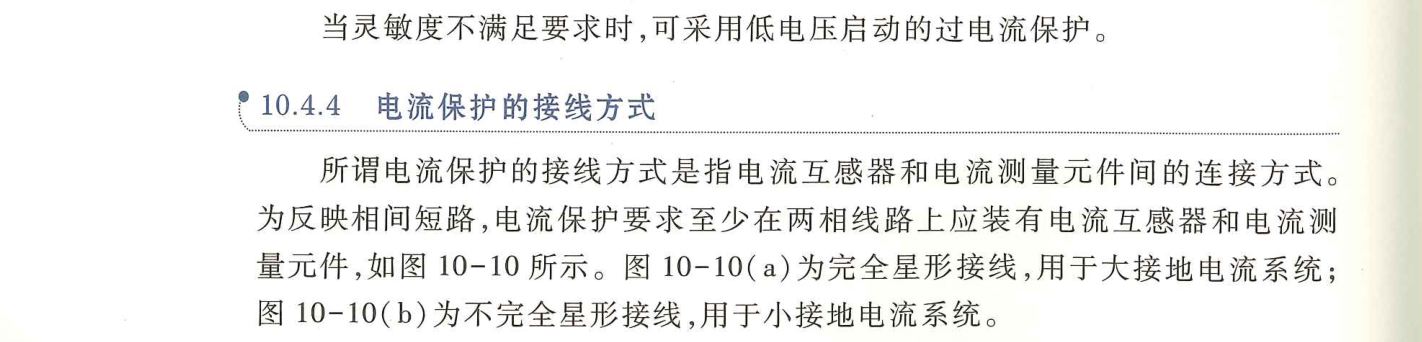 当灵敏度不满足要求时,可采用低电压启动的过电流保护。
10.4.4 电流保护的接线方式
所谓电流保护的接线方式是指电流互感器和电流测量元件间的连接方式。
为反映相间短路,电流保护要求至少在两相线路上应装有电流互感器和电流测
量元件,如图 10-10 所示。图 10-10(a)为完全星形接线,用于大接地电流系统;
图 10-10(b)为不完全星形接线,用于小接地电流系统。